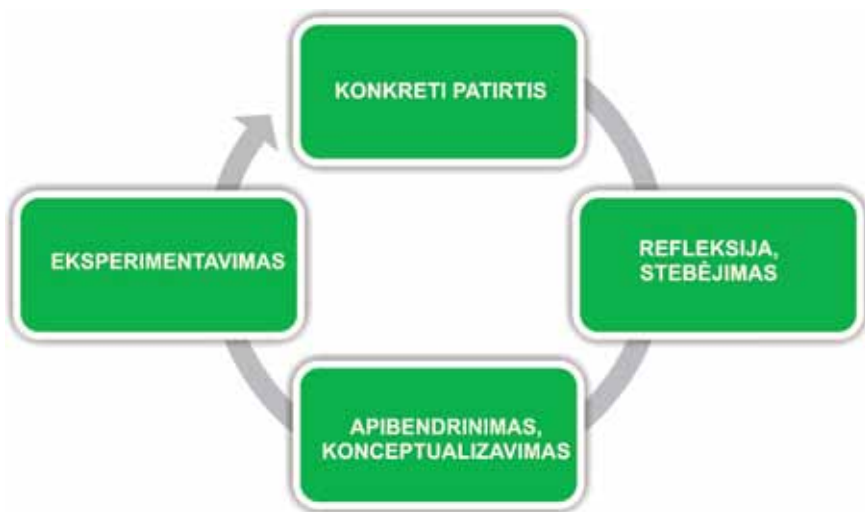 KONKRETI PATIRTIS
REFLEKSIJA,
STEBĖJIMAS
APIBENDRINIMAS,
KONCEPTUALIZAVIMAS
EKSPERIMENTAVIMAS